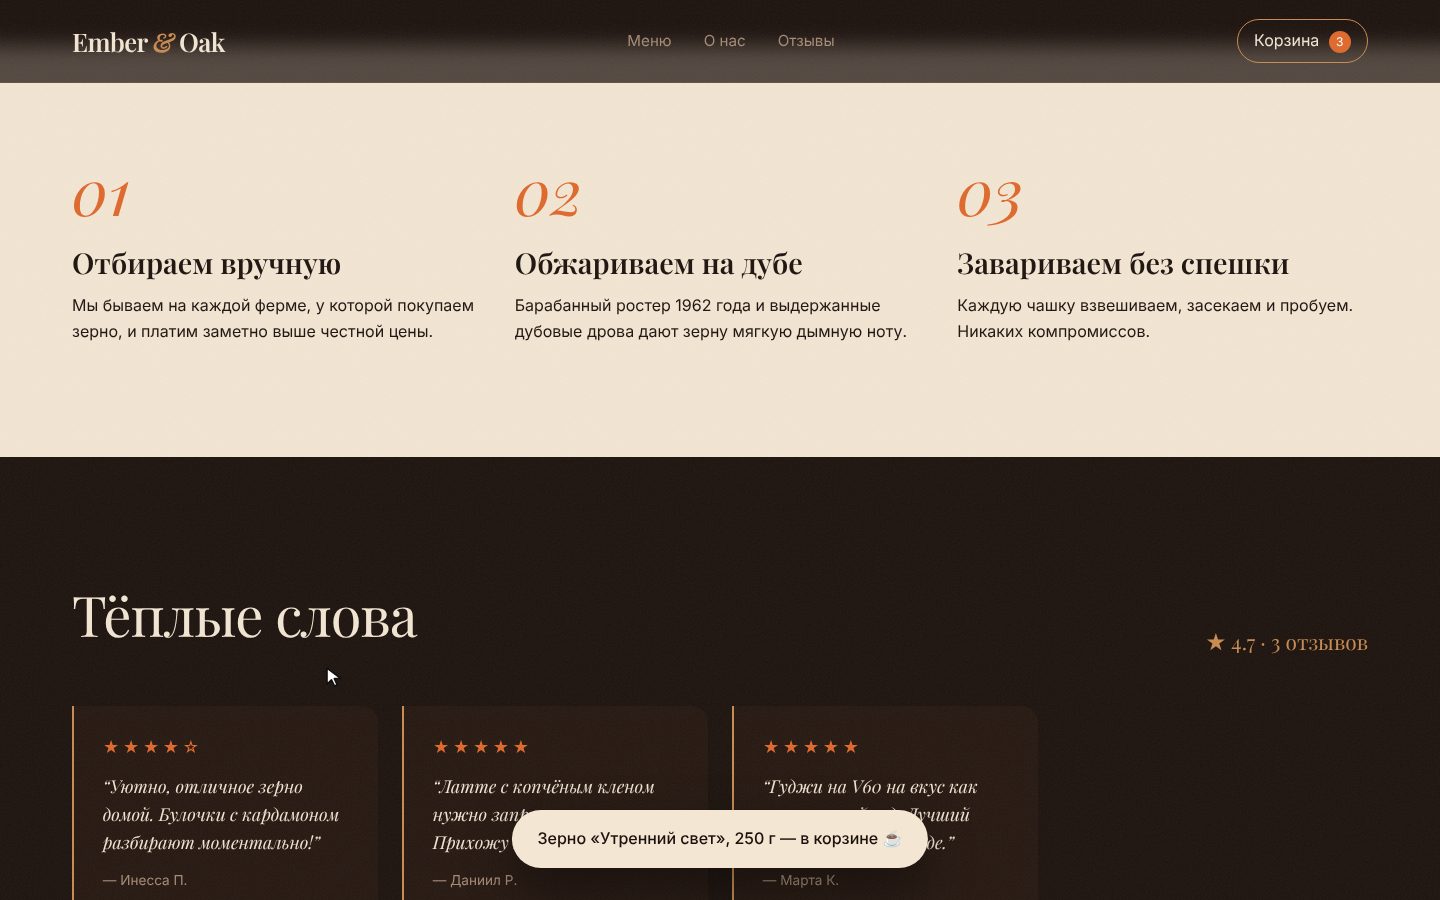 Ember & Oak
Меню
О нас
Отзывы
Корзина 3
01
Отбираем вручную
Мы бываем на каждой ферме, у которой покупаем
зерно, и платим заметно выше честной цены.
02
Обжариваем на дубе
Барабанный ростер 1962 года и выдержанные
дубовые дрова дают зерну мягкую дымную ноту.
03
Завариваем без спешки
Каждую чашку взвешиваем, засекаем и пробуем.
Никаких компромиссов.
Тёплые слова
★ 4.7 · 3 отзывов
★★★★☆
“Уютно, отличное зерно
домой. Булочки с кардамоном
разбирают моментально!”
— Инесса П.
★★★★★
“Латте с копчёным кленом
нужно
Прихожу
— Даниил Р.
★★★★★
“Гуджи на V60 на вкус как
Лучший
— Марта К.
Зерно «Утренний свет», 250 г — в корзине ☕